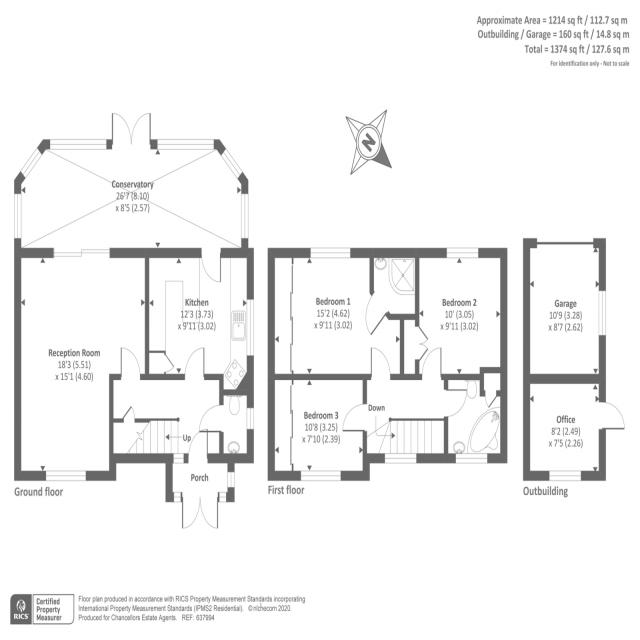 Approximate Area = 1214 sq ft / 112.7 sq m
Outbuilding / Garage = 160 sq ft / 14.8 sq m
Total = 1374 sq ft / 127.6 sq m
For identification only - Not to scale
N
Conservatory
26'7 (8.10)
x 8'5 (2.57)
Kitchen
12'3 (3.73)
x 9'11 (3.02)
Reception Room
18'3 (5.51)
x 15'1 (4.60)
Up
Porch
Ground floor
Bedroom 1
15'2 (4.62)
x 9'11 (3.02)
Bedroom 2
10' (3.05)
x 9'11 (3.02)
Bedroom 3
10'8 (3.25)
x 7'10 (2.39)
Down
First floor
Garage
10'9 (3.28)
x 8'7 (2.62)
Office
8'2 (2.49)
x 7'5 (2.26)
Outbuilding
RICS
Certified
Property
Measurer
Floor plan produced in accordance with RICS Property Measurement Standards incorporating
International Property Measurement Standards (IPMS2 Residential). © nichecom 2020.
Produced for Chancellors Estate Agents. REF: 637994